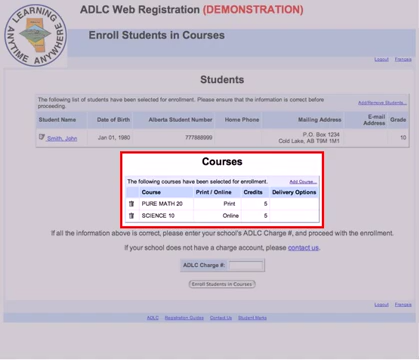 LEARNING
ANYTIME ANYWHERE
ADLC Web Registration (DEMONSTRATION)
Enroll Students in Courses
Logout Français
Students
The following list of students have been selected for enrollment. Please ensure that the information is correct before proceeding.
Add/Remove Students...
Student Name Date of Birth Alberta Student Number Home Phone Mailing Address E-mail Address Grade
Smith, John Jan 01, 1980 777888999 P.O. Box 1234 10
Cold Lake, AB T9M 1M1
Courses
The following courses have been selected for enrollment. Add Course...
Course Print / Online Credits Delivery Options
PURE MATH 20 Print 5
SCIENCE 10 Online 5
If all the information above is correct, please enter your school's ADLC Charge #, and proceed with the enrollment.
If your school does not have a charge account, please contact us.
ADLC Charge #:
Enroll Students in Courses
Logout Français
ADLC Registration Guides Contact Us Student Alerts